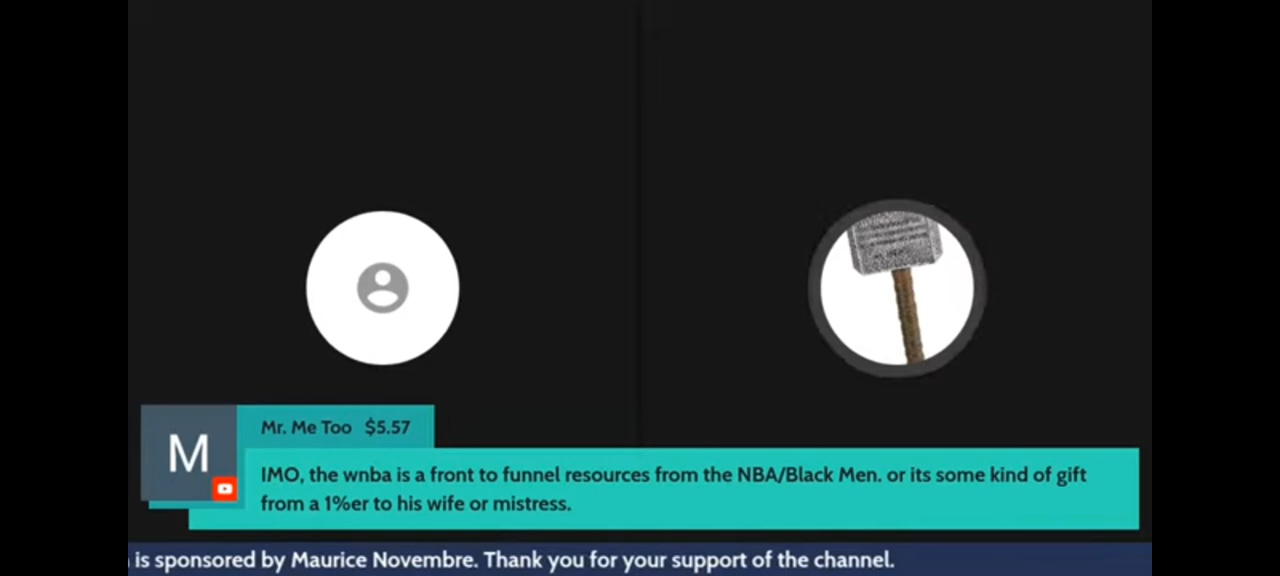 M
Mr. Me Too $5.57
IMO, the wnba is a front to funnel resources from the NBA/Black Men. or its some kind of gift
from a 1%er to his wife or mistress.
is sponsored by Maurice Novembre. Thank you for your support of the channel.